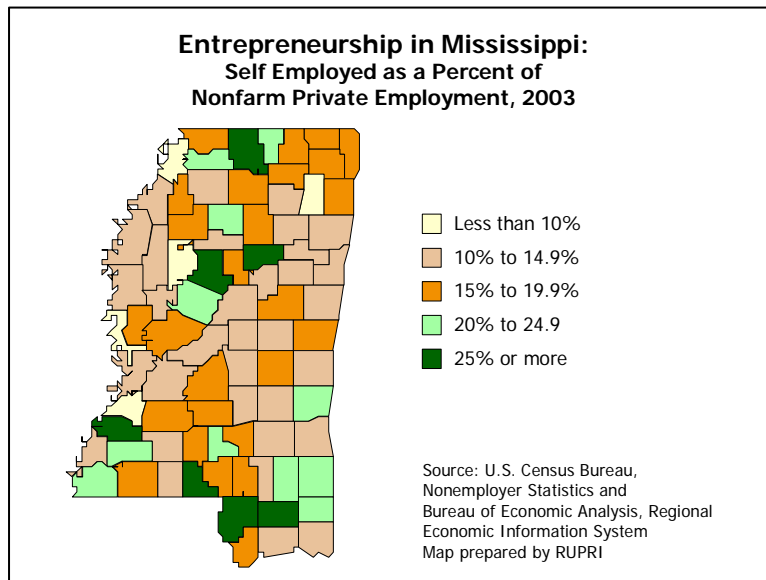 Entrepreneurship in Mississippi:
Self Employed as a Percent of
Nonfarm Private Employment, 2003
Less than 10%
10% to 14.9%
15% to 19.9%
20% to 24.9
25% or more
Source: U.S. Census Bureau,
Nonemployer Statistics and
Bureau of Economic Analysis, Regional
Economic Information System
Map prepared by RUPRI